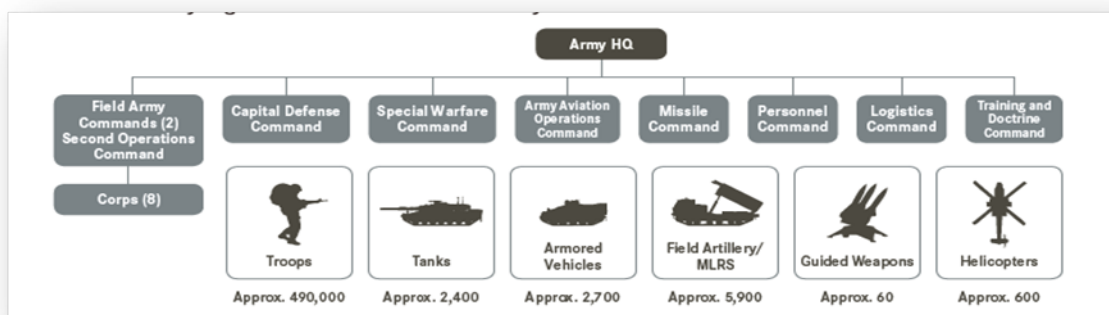 Army HQ
Field Army
Commands (2)
Second Operations
Command
Capital Defense
Command
Special Warfare
Command
Army Aviation
Operations
Command
Missile
Command
Personnel
Command
Logistics
Command
Training and
Doctrine
Command
Corps (8)
Troops
Tanks
Armored
Vehicles
Field Artillery/
MLRS
Guided Weapons
Helicopters
Approx. 490,000
Approx. 2,400
Approx. 2,700
Approx. 5,900
Approx. 60
Approx. 600